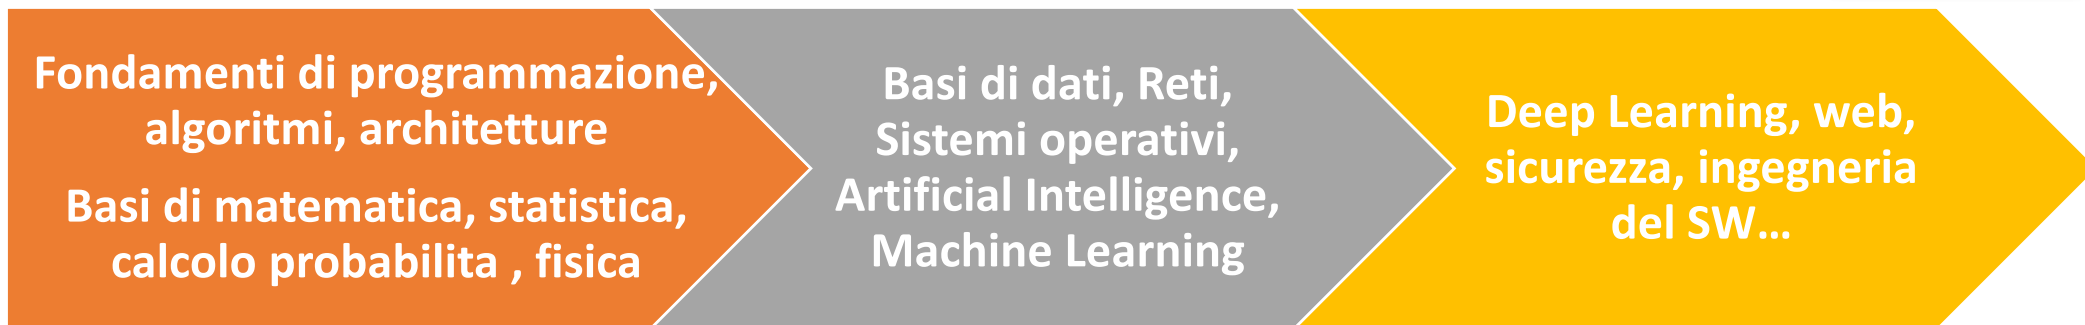 Fondamenti di programmazione,
algoritmi, architetture
Basi di matematica, statistica,
calcolo probabilita , fisica
Basi di dati, Reti,
Sistemi operativi,
Artificial Intelligence,
Machine Learning
Deep Learning, web,
sicurezza, ingegneria
del SW...